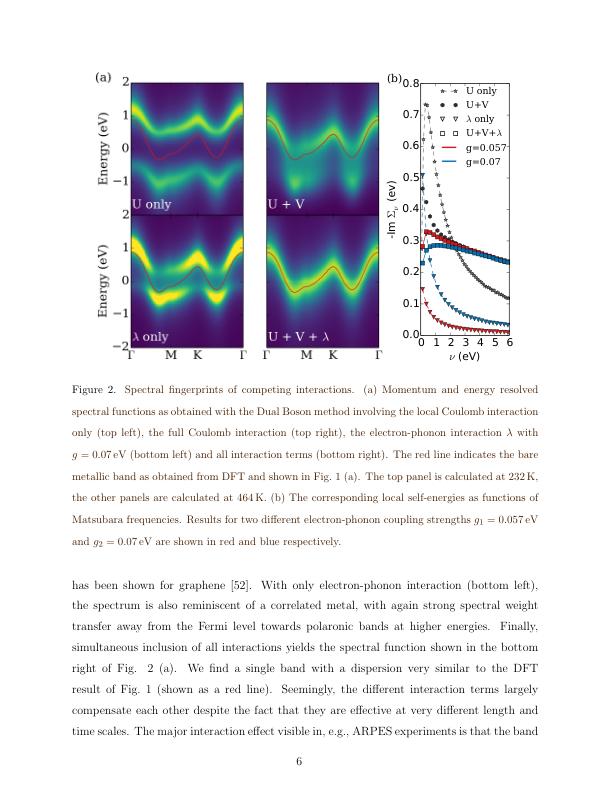 (a)
2
1
0
−1
2
1
0
−1
−2
Energy (eV)
Energy (eV)
U only
U + V
λ only
U + V + λ
Γ M K Γ Γ M K Γ
(b)
0.8
0.7
0.6
0.5
0.4
0.3
0.2
0.1
0.0
-Im Σν (ev)
U only
U+V
λ only
U+V+λ
g=0.057
g=0.07
0 1 2 3 4 5 6
ν (eV)
Figure 2. Spectral fingerprints of competing interactions. (a) Momentum and energy resolved
spectral functions as obtained with the Dual Boson method involving the local Coulomb interaction
only (top left), the full Coulomb interaction (top right), the electron-phonon interaction λ with
g = 0.07 eV (bottom left) and all interaction terms (bottom right). The red line indicates the bare
metallic band as obtained from DFT and shown in Fig. 1 (a). The top panel is calculated at 232 K,
the other panels are calculated at 464 K. (b) The corresponding local self-energies as functions of
Matsubara frequencies. Results for two different electron-phonon coupling strengths g₁ = 0.057 eV
and g₂ = 0.07 eV are shown in red and blue respectively.
has been shown for graphene [52]. With only electron-phonon interaction (bottom left),
the spectrum is also reminiscent of a correlated metal, with again strong spectral weight
transfer away from the Fermi level towards polaronic bands at higher energies. Finally,
simultaneous inclusion of all interactions yields the spectral function shown in the bottom
right of Fig. 2 (a). We find a single band with a dispersion very similar to the DFT
result of Fig. 1 (shown as a red line). Seemingly, the different interaction terms largely
compensate each other despite the fact that they are effective at very different length and
time scales. The major interaction effect visible in, e.g., ARPES experiments is that the band
6